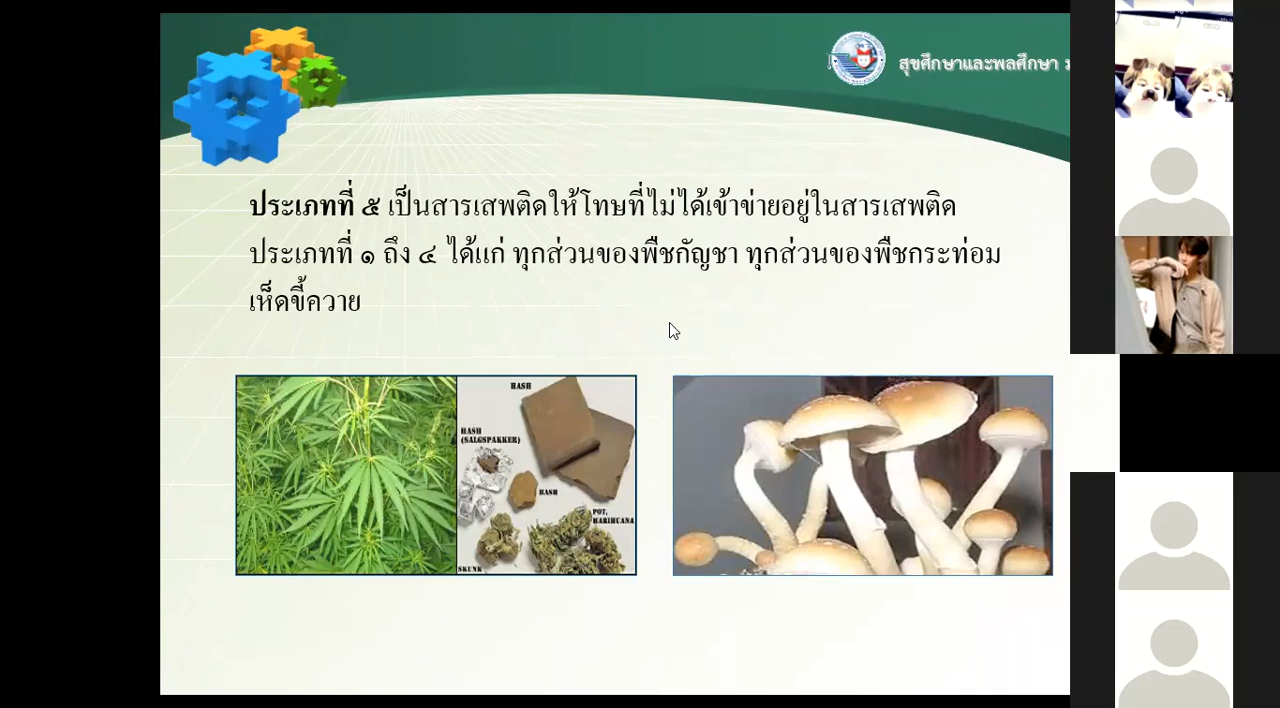 สุขศึกษาและพลศึกษา ม
ประเภทที่ ๕ เป็นสารเสพติดให้โทษที่ไม่ได้เข้าข่ายอยู่ในสารเสพติด
ประเภทที่ ๑ ถึง ๔ ได้แก่ ทุกส่วนของพืชกัญชา ทุกส่วนของพืชกระท่อม
เห็ดขี้ควาย
HASH
HASH
(SALGSPAKKER)
HASH
POT,
MARIHUANA
SKUNK